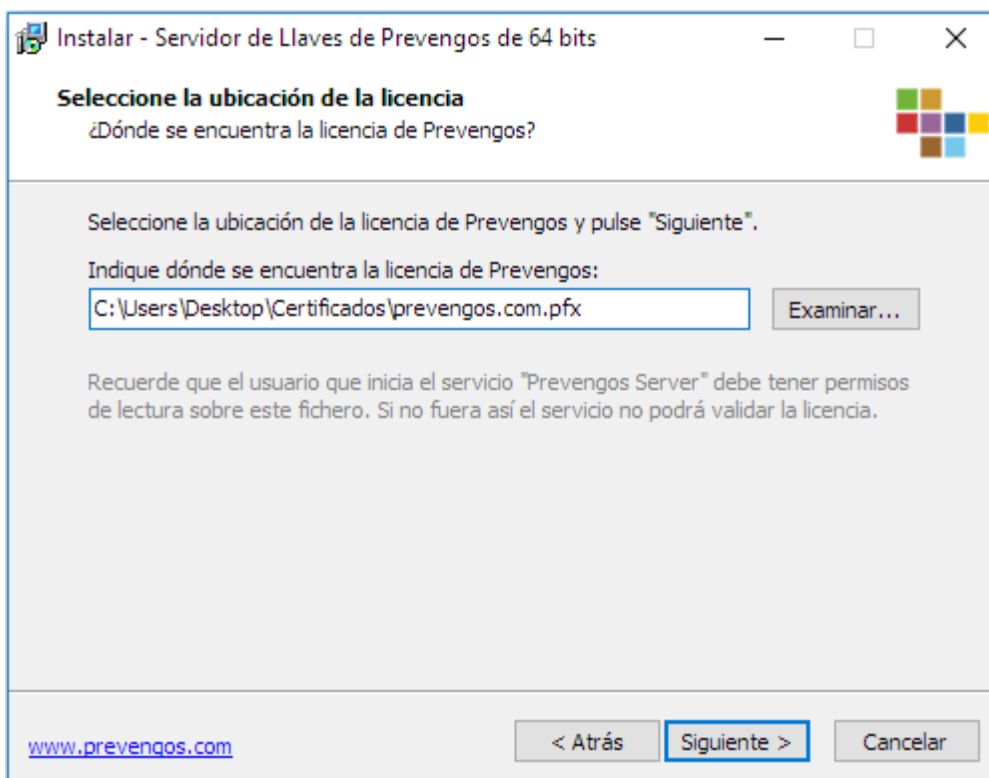 Instalar - Servidor de Llaves de Prevengos de 64 bits
Seleccione la ubicación de la licencia
¿Dónde se encuentra la licencia de Prevengos?
Seleccione la ubicación de la licencia de Prevengos y pulse "Siguiente".
Indique dónde se encuentra la licencia de Prevengos:
C:\Users\Desktop\Certificados\prevengos.com.pfx
Examinar...
Recuerde que el usuario que inicia el servicio "Prevengos Server" debe tener permisos
de lectura sobre este fichero. Si no fuera así el servicio no podrá validar la licencia.
www.prevengos.com
< Atrás
Siguiente >
Cancelar